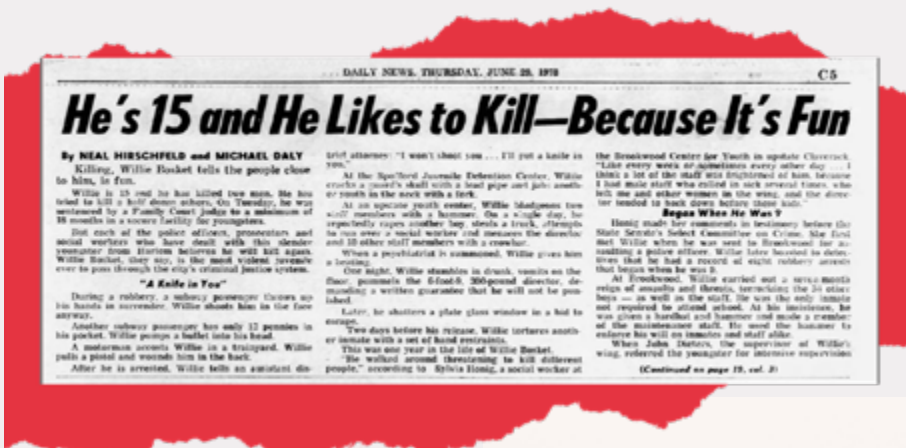 DAILY NEWS, THURSDAY, JUNE 29, 1978
C5
He's 15 and He Likes to Kill—Because It's Fun
By NEAL HIRSCHFELD and MICHAEL DALY
Killing, Willie Bosket tells the people close
to him, is fun.
Willie is 15 and he has killed two men. He has
tried to kill a half dozen others. On Tuesday, he was
sentenced by a Family Court judge to a minimum of
18 months in a secure facility for youngsters.
But each of the police officers, prosecutors and
social workers who have dealt with this slender
youngster from Harlem believes he will kill again.
Willie Bosket, they say, is the most violent juvenile
ever to pass through the city's criminal justice system.
"A Knife in You"
During a robbery, a subway passenger throws up
his hands in surrender. Willie shoots him in the face
anyway.
Another subway passenger has only 12 pennies in
his pocket. Willie pumps a bullet into his head.
A motorman accosts Willie in a trainyard. Willie
pulls a pistol and wounds him in the back.
After he is arrested, Willie tells an assistant dis-
trict attorney: "I won't shoot you ... I'll put a knife in
you."
At the Spofford Juvenile Detention Center, Willie
cracks a guard's skull with a lead pipe and jabs anoth-
er youth in the neck with a fork.
At an upstate youth center, Willie bludgeons two
staff members with a hammer. On a single day, he
repeatedly rapes another boy, steals a truck, attempts
to run over a social worker and menaces the director
and 10 other staff members with a crowbar.
When a psychiatrist is summoned, Willie gives him
a beating.
One night, Willie stumbles in drunk, vomits on the
floor, pommels the 6-foot-9, 300-pound director, de-
manding a written guarantee that he will not be pun-
ished.
Later, he shatters a plate glass window in a bid to
escape.
Two days before his release, Willie tortures anoth-
er inmate with a set of hand restraints.
This was one year in the life of Willie Bosket.
"He walked around threatening to kill different
people," according to Sylvia Honig, a social worker at
the Brookwood Center for Youth in upstate Claverack.
"Like every week or sometimes every other day ... I
think a lot of the staff was frightened of him, because
I had male staff who called in sick several times, who
left me and other women in the wing, and the direc-
tor tended to back down before these kids."
Began When He Was 9
Honig made her comments in testimony before the
State Senate's Select Committee on Crime. She first
met Willie when he was sent to Brookwood for as-
saulting a police officer. Willie later boasted to detec-
tives that he had a record of eight robbery arrests
that began when he was 9.
At Brookwood, Willie carried out a seven-month
reign of assaults and threats, terrorizing the 24 other
boys — as well as the staff. He was the only inmate
not required to attend school. At his insistence, he
was given a hardhat and hammer and made a member
of the maintenance staff. He used the hammer to
enforce his will on inmates and staff alike.
When John Dieters, the supervisor of Willie's
wing, referred the youngster for intensive supervision
(Continued on page 15, col. 3)